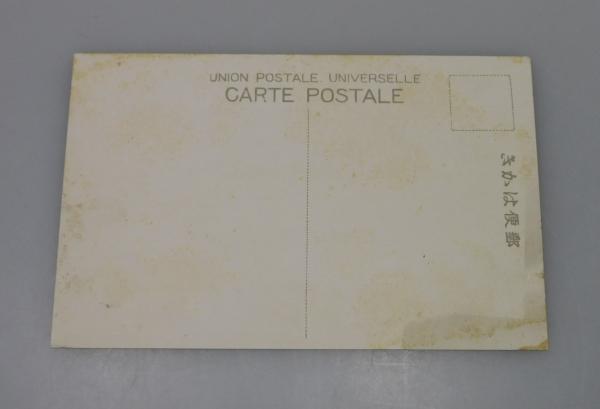 UNION POSTALE UNIVERSELLE
CARTE POSTALE
郵便はかき